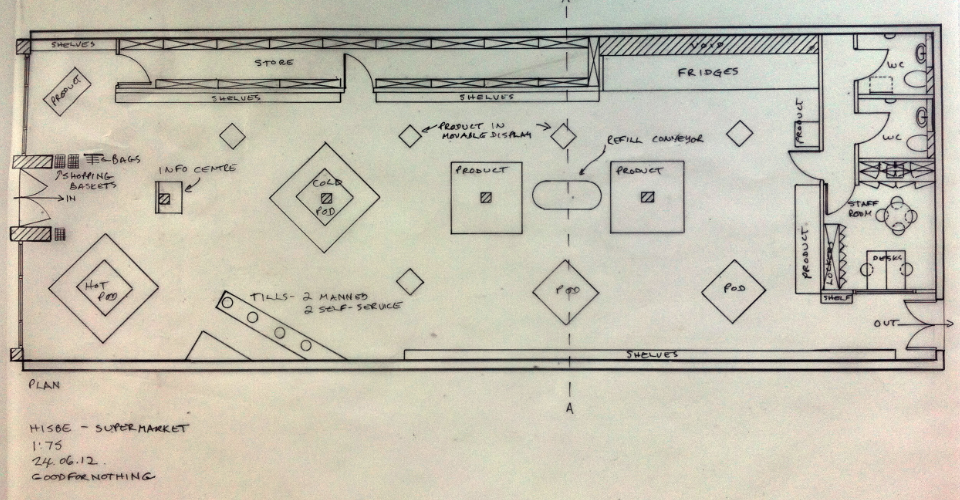 A
SHELVES
STORE
VOID
FRIDGES
WC
PRODUCT
SHELVES
SHELVES
PRODUCT
PRODUCT IN
MOVABLE DISPLAY
REFILL CONVEYOR
WC
BAGS
SHOPPING
BASKETS
INFO CENTRE
COLD
POD
PRODUCT
PRODUCT
IN
STAFF
ROOM
PRODUCT
LOCKERS
DESKS
HOT
POD
TILLS - 2 MANNED
2 SELF-SERVICE
POD
POD
SHELF
OUT
SHELVES
PLAN
A
HISBE - SUPERMARKET
1:75
24.06.12.
GOODFORNOTHING